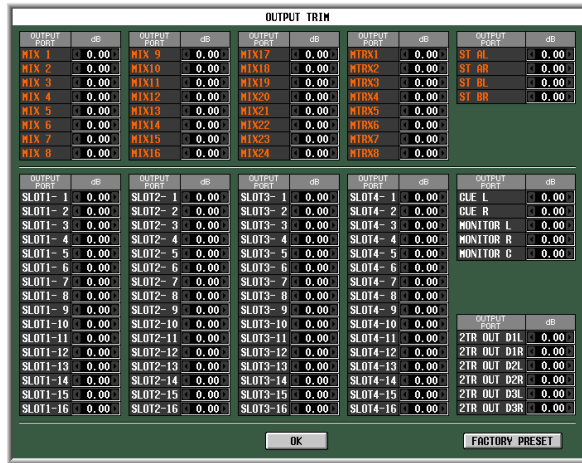 OUTPUT TRIM
OUTPUT PORT dB OUTPUT PORT dB OUTPUT PORT dB OUTPUT PORT dB OUTPUT PORT dB
MIX 1 0.00 MIX 9 0.00 MIX17 0.00 MTRX1 0.00 ST AL 0.00
MIX 2 0.00 MIX10 0.00 MIX18 0.00 MTRX2 0.00 ST AR 0.00
MIX 3 0.00 MIX11 0.00 MIX19 0.00 MTRX3 0.00 ST BL 0.00
MIX 4 0.00 MIX12 0.00 MIX20 0.00 MTRX4 0.00 ST BR 0.00
MIX 5 0.00 MIX13 0.00 MIX21 0.00 MTRX5 0.00
MIX 6 0.00 MIX14 0.00 MIX22 0.00 MTRX6 0.00
MIX 7 0.00 MIX15 0.00 MIX23 0.00 MTRX7 0.00
MIX 8 0.00 MIX16 0.00 MIX24 0.00 MTRX8 0.00
OUTPUT PORT dB OUTPUT PORT dB OUTPUT PORT dB OUTPUT PORT dB OUTPUT PORT dB
SLOT1- 1 0.00 SLOT2- 1 0.00 SLOT3- 1 0.00 SLOT4- 1 0.00 CUE L 0.00
SLOT1- 2 0.00 SLOT2- 2 0.00 SLOT3- 2 0.00 SLOT4- 2 0.00 CUE R 0.00
SLOT1- 3 0.00 SLOT2- 3 0.00 SLOT3- 3 0.00 SLOT4- 3 0.00 MONITOR L 0.00
SLOT1- 4 0.00 SLOT2- 4 0.00 SLOT3- 4 0.00 SLOT4- 4 0.00 MONITOR R 0.00
SLOT1- 5 0.00 SLOT2- 5 0.00 SLOT3- 5 0.00 SLOT4- 5 0.00 MONITOR C 0.00
SLOT1- 6 0.00 SLOT2- 6 0.00 SLOT3- 6 0.00 SLOT4- 6 0.00
SLOT1- 7 0.00 SLOT2- 7 0.00 SLOT3- 7 0.00 SLOT4- 7 0.00
SLOT1- 8 0.00 SLOT2- 8 0.00 SLOT3- 8 0.00 SLOT4- 8 0.00
SLOT1- 9 0.00 SLOT2- 9 0.00 SLOT3- 9 0.00 SLOT4- 9 0.00
SLOT1-10 0.00 SLOT2-10 0.00 SLOT3-10 0.00 SLOT4-10 0.00 OUTPUT PORT dB
SLOT1-11 0.00 SLOT2-11 0.00 SLOT3-11 0.00 SLOT4-11 0.00 2TR OUT D1L 0.00
SLOT1-12 0.00 SLOT2-12 0.00 SLOT3-12 0.00 SLOT4-12 0.00 2TR OUT D1R 0.00
SLOT1-13 0.00 SLOT2-13 0.00 SLOT3-13 0.00 SLOT4-13 0.00 2TR OUT D2L 0.00
SLOT1-14 0.00 SLOT2-14 0.00 SLOT3-14 0.00 SLOT4-14 0.00 2TR OUT D2R 0.00
SLOT1-15 0.00 SLOT2-15 0.00 SLOT3-15 0.00 SLOT4-15 0.00 2TR OUT D3L 0.00
SLOT1-16 0.00 SLOT2-16 0.00 SLOT3-16 0.00 SLOT4-16 0.00 2TR OUT D3R 0.00
OK FACTORY PRESET